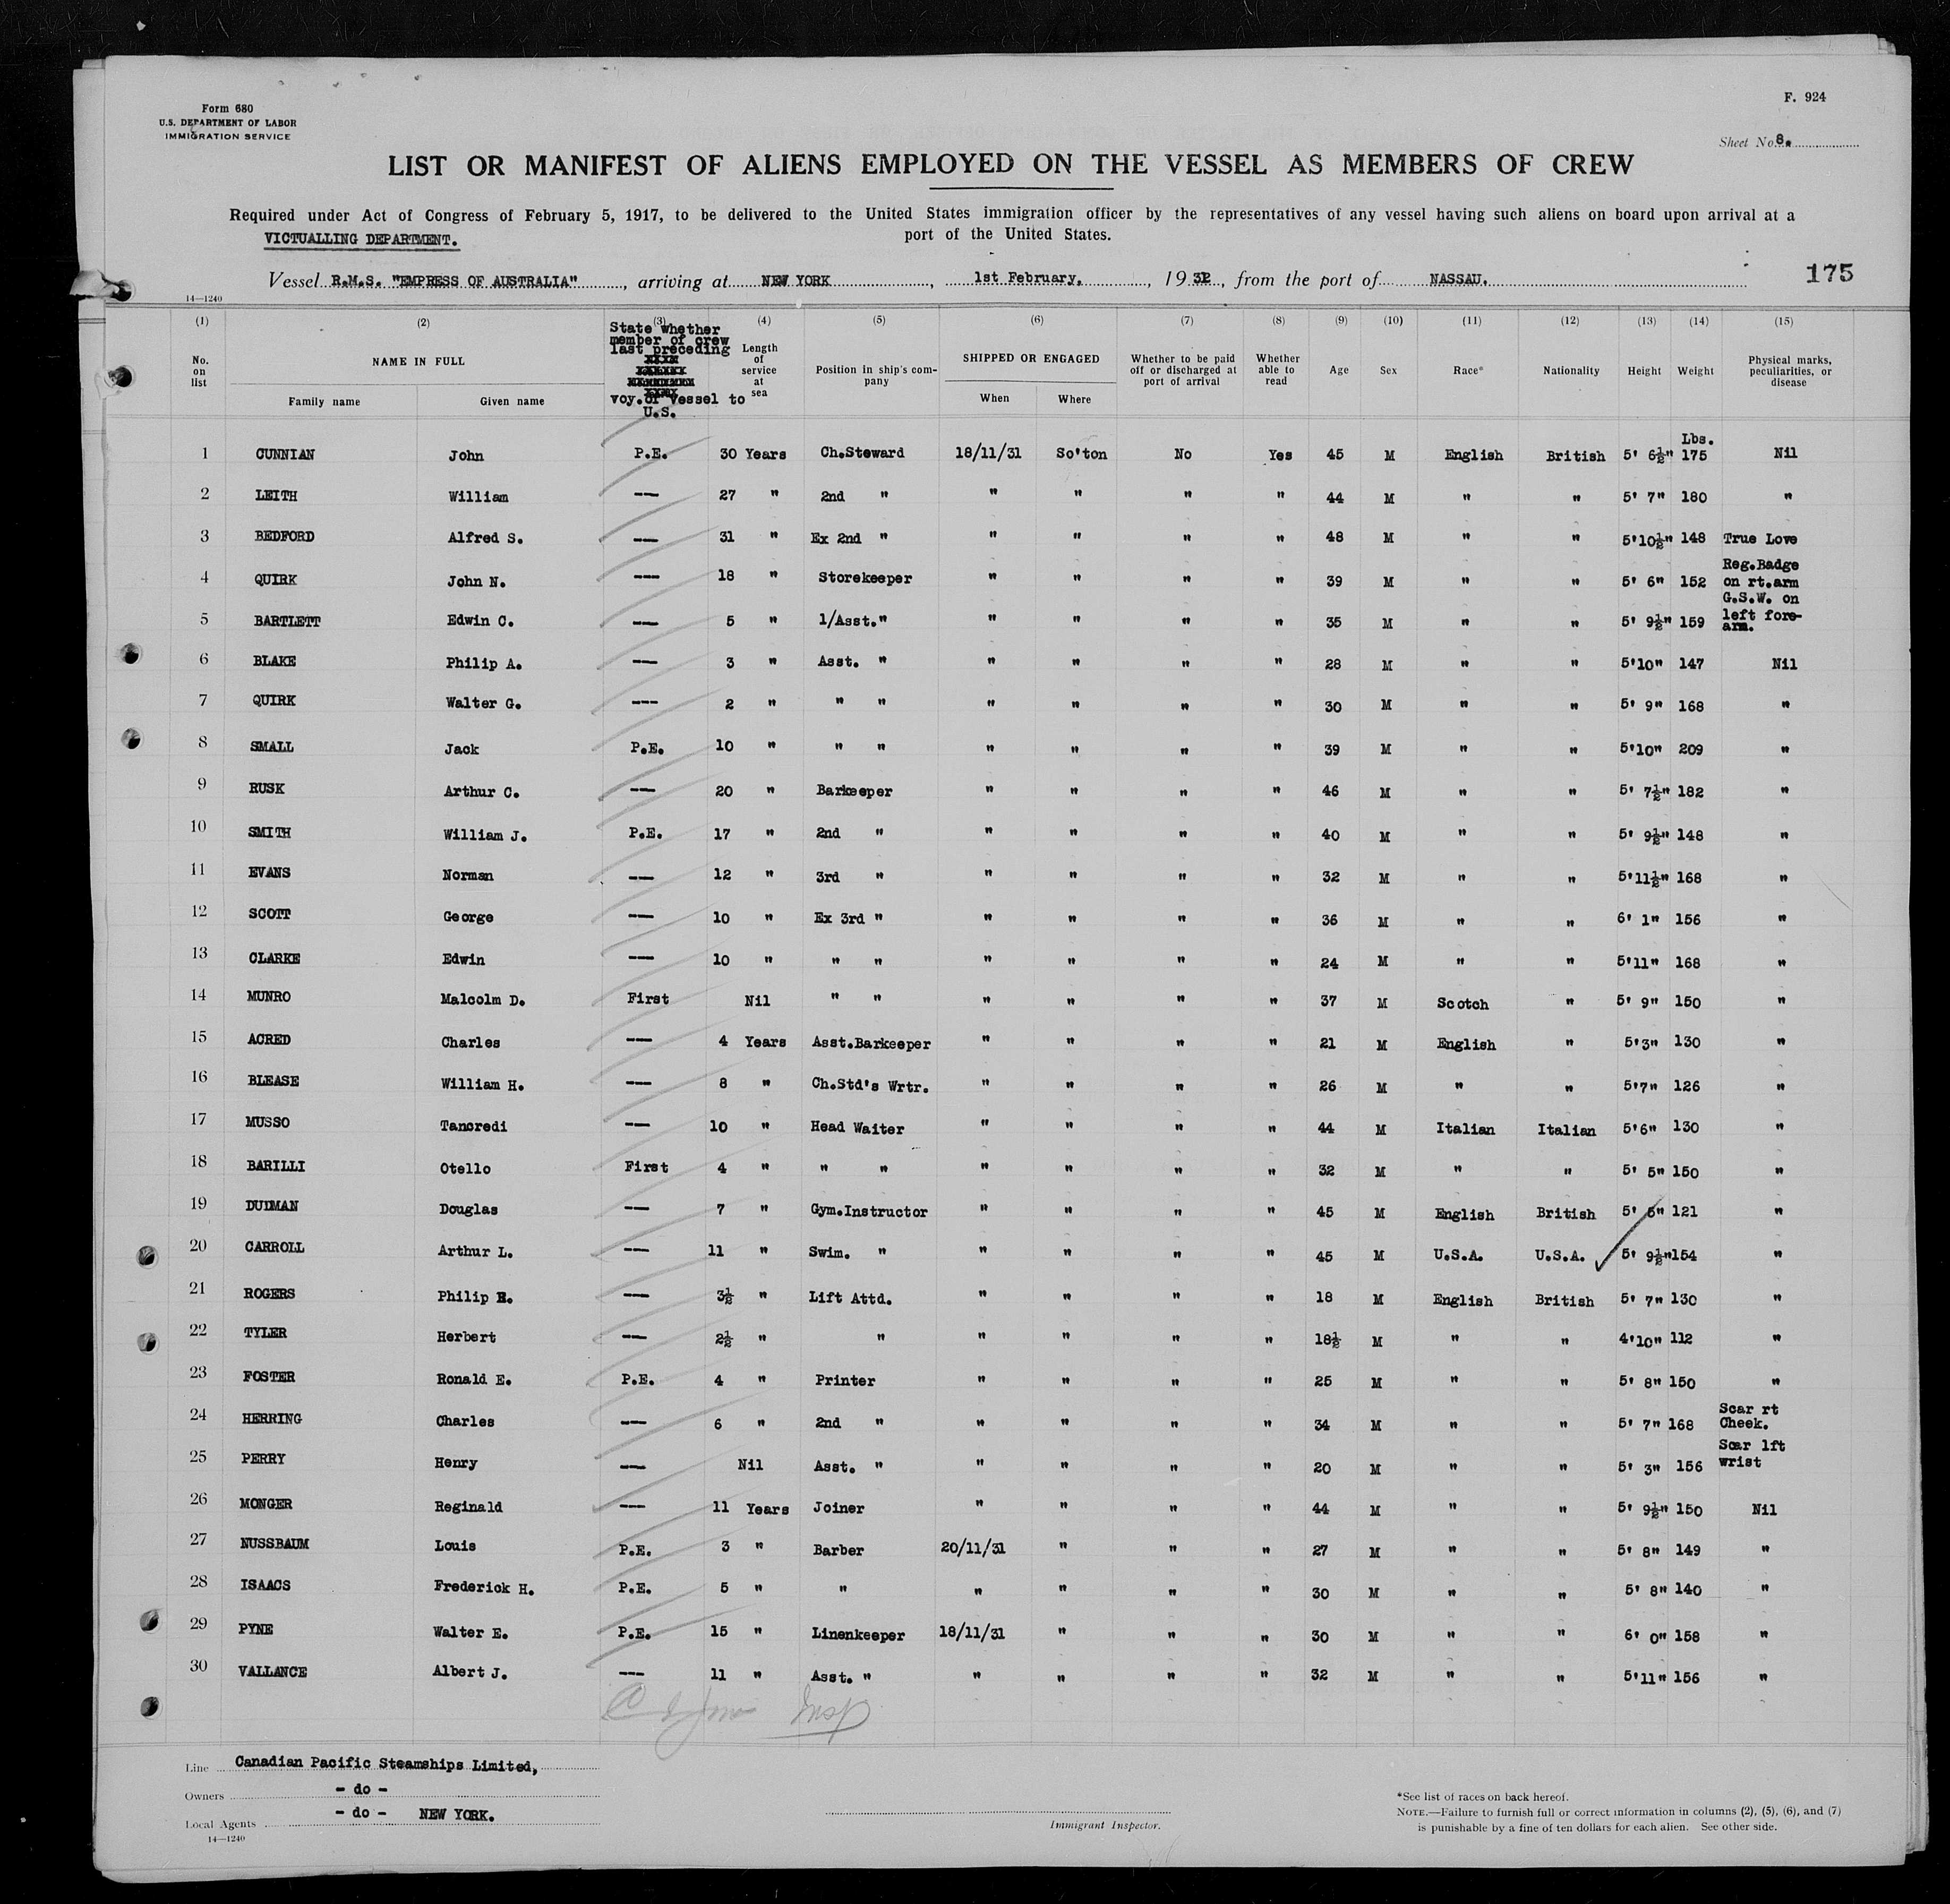 Form 680
U.S. DEPARTMENT OF LABOR
IMMIGRATION SERVICE
F. 924
Sheet No. 8.
LIST OR MANIFEST OF ALIENS EMPLOYED ON THE VESSEL AS MEMBERS OF CREW
Required under Act of Congress of February 5, 1917, to be delivered to the United States immigration officer by the representatives of any vessel having such aliens on board upon arrival at a
port of the United States.
VICTUALLING DEPARTMENT.
Vessel R.M.S. "EMPRESS OF AUSTRALIA", arriving at NEW YORK, 1st February, 1932, from the port of NASSAU. 175
14—1240
(1) (2) (3) (4) (5) (6) (7) (8) (9) (10) (11) (12) (13) (14) (15)
No. on list
NAME IN FULL
Family name Given name
State whether member of crew last preceding voy. of Vessel to U.S.
Length of service at sea
Position in ship's company
SHIPPED OR ENGAGED
When Where
Whether to be paid off or discharged at port of arrival
Whether able to read
Age Sex Race* Nationality Height Weight
Physical marks, peculiarities, or disease
Lbs.
1 CUNNIAN John P.E. 30 Years Ch.Steward 18/11/31 So'ton No Yes 45 M English British 5' 6½" 175 Nil
2 LEITH William — 27 " 2nd " " " " " 44 M " " 5' 7" 180 "
3 BEDFORD Alfred S. — 31 " Ex 2nd " " " " " 48 M " " 5'10½" 148 True Love
4 QUIRK John N. — 18 " Storekeeper " " " " 39 M " " 5' 6" 152 Reg.Badge on rt.arm
5 BARTLETT Edwin C. — 5 " 1/Asst." " " " " 35 M " " 5' 9½" 159 G.S.W. on left fore-arm.
6 BLAKE Philip A. — 3 " Asst. " " " " " 28 M " " 5'10" 147 Nil
7 QUIRK Walter G. — 2 " " " " " " " 30 M " " 5' 9" 168 "
8 SMALL Jack P.E. 10 " " " " " " " 39 M " " 5'10" 209 "
9 RUSK Arthur C. — 20 " Barkeeper " " " " 46 M " " 5' 7½" 182 "
10 SMITH William J. P.E. 17 " 2nd " " " " " 40 M " " 5' 9½" 148 "
11 EVANS Norman — 12 " 3rd " " " " " 32 M " " 5'11½" 168 "
12 SCOTT George — 10 " Ex 3rd " " " " " 36 M " " 6' 1" 156 "
13 CLARKE Edwin — 10 " " " " " " " 24 M " " 5'11" 168 "
14 MUNRO Malcolm D. First Nil " " " " " " 37 M Scotch " 5' 9" 150 "
15 ACRED Charles — 4 Years Asst.Barkeeper " " " " 21 M English " 5'3" 130 "
16 BLEASE William H. — 8 " Ch.Std's Wrtr. " " " " 26 M " " 5'7" 126 "
17 MUSSO Tancredi — 10 " Head Waiter " " " " 44 M Italian Italian 5'6" 130 "
18 BARILLI Otello First 4 " " " " " " " 32 M " " 5' 5" 150 "
19 DUDMAN Douglas — 7 " Gym.Instructor " " " " 45 M English British 5' 5" 121 "
20 CARROLL Arthur L. — 11 " Swim. " " " " " 45 M U.S.A. U.S.A. 5' 9½" 154 "
21 ROGERS Philip E. — 3½ " Lift Attd. " " " " 18 M English British 5' 7" 130 "
22 TYLER Herbert — 2½ " " " " " " 18½ M " " 4'10" 112 "
23 FOSTER Ronald E. P.E. 4 " Printer " " " " 25 M " " 5' 8" 150 "
24 HERRING Charles — 6 " 2nd " " " " " 34 M " " 5' 7" 168 Scar rt Cheek.
25 PERRY Henry — Nil Asst. " " " " " 20 M " " 5' 3" 156 Scar lft wrist
26 MONGER Reginald — 11 Years Joiner " " " " 44 M " " 5' 9½" 150 Nil
27 NUSSBAUM Louis P.E. 3 " Barber 20/11/31 " " " 27 M " " 5' 8" 149 "
28 ISAACS Frederick H. P.E. 5 " " " " " " 30 M " " 5' 8" 140 "
29 PYNE Walter E. P.E. 15 " Linenkeeper 18/11/31 " " " 30 M " " 6' 0" 158 "
30 VALLANCE Albert J. — 11 " Asst. " " " " " 32 M " " 5'11" 156 "
Insp
Line Canadian Pacific Steamships Limited,
Owners - do -
Local Agents - do - NEW YORK.
14—1240
Immigrant Inspector.
*See list of races on back hereof.
NOTE.—Failure to furnish full or correct information in columns (2), (5), (6), and (7)
is punishable by a fine of ten dollars for each alien. See other side.